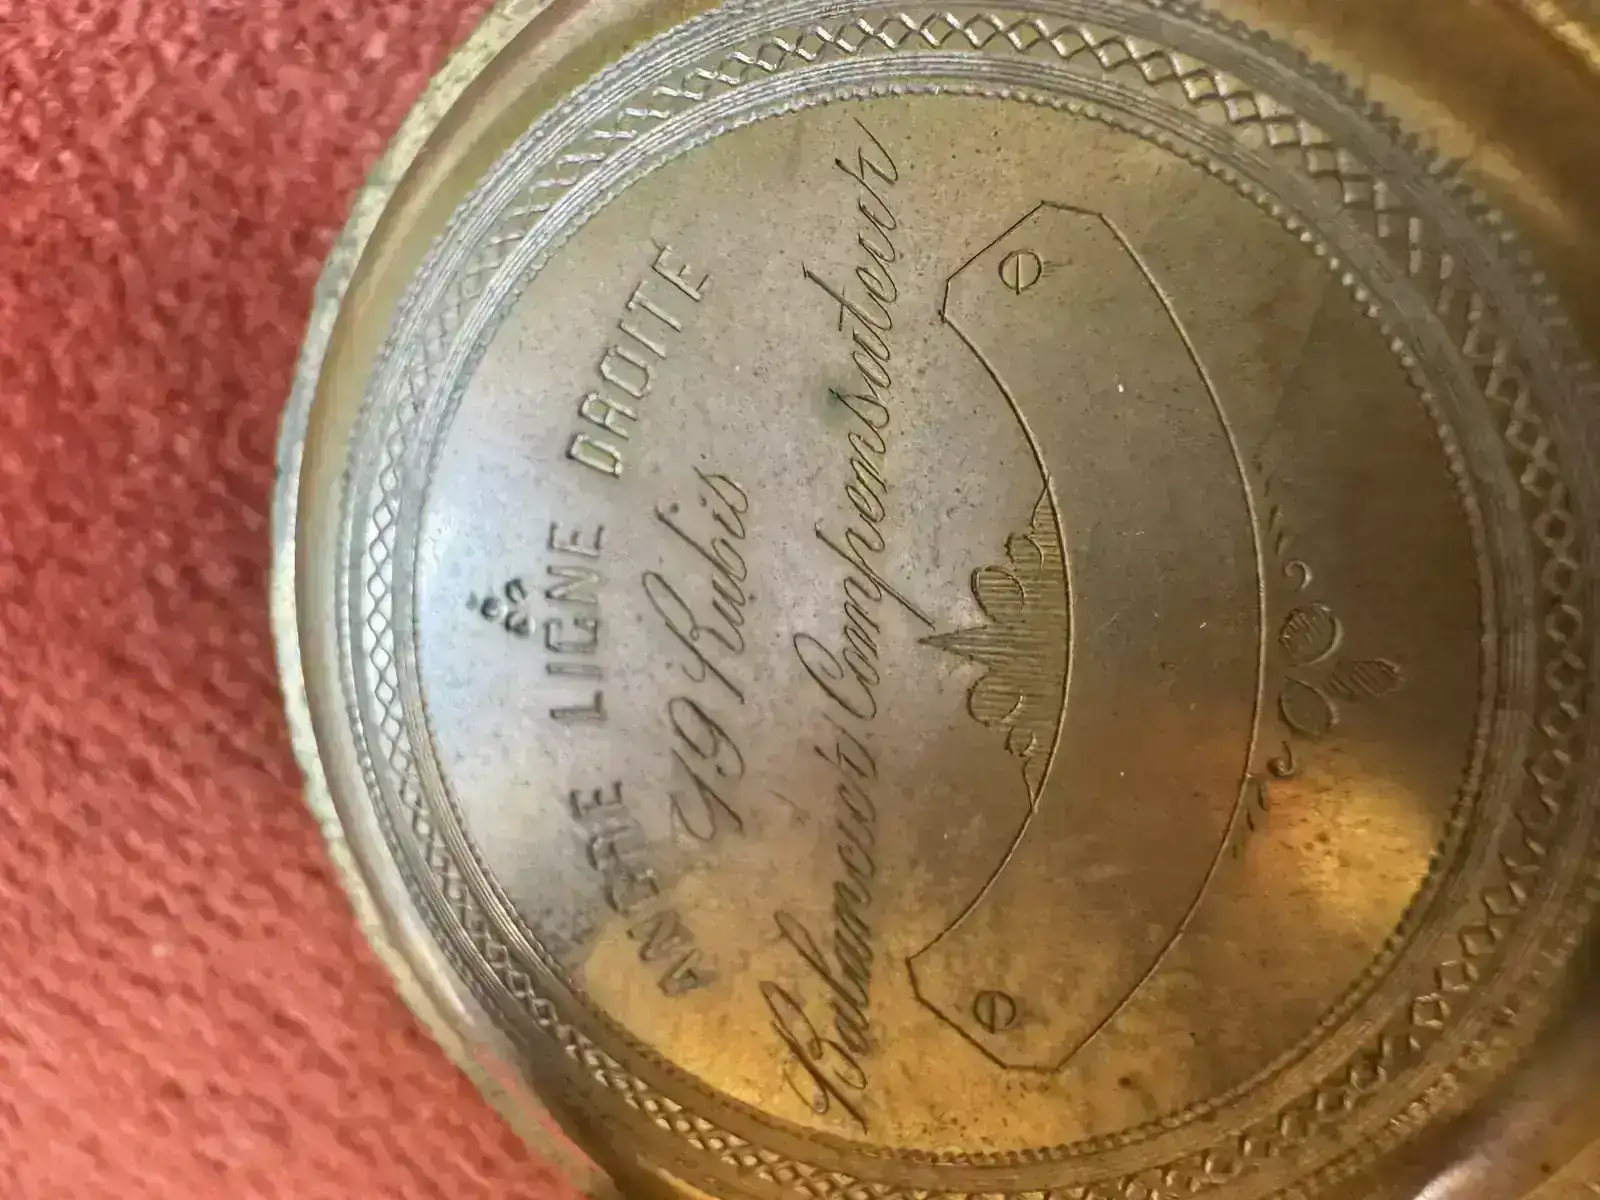 ANCRE LIGNE DROITE
19 Rubis
Balancier Compensateur